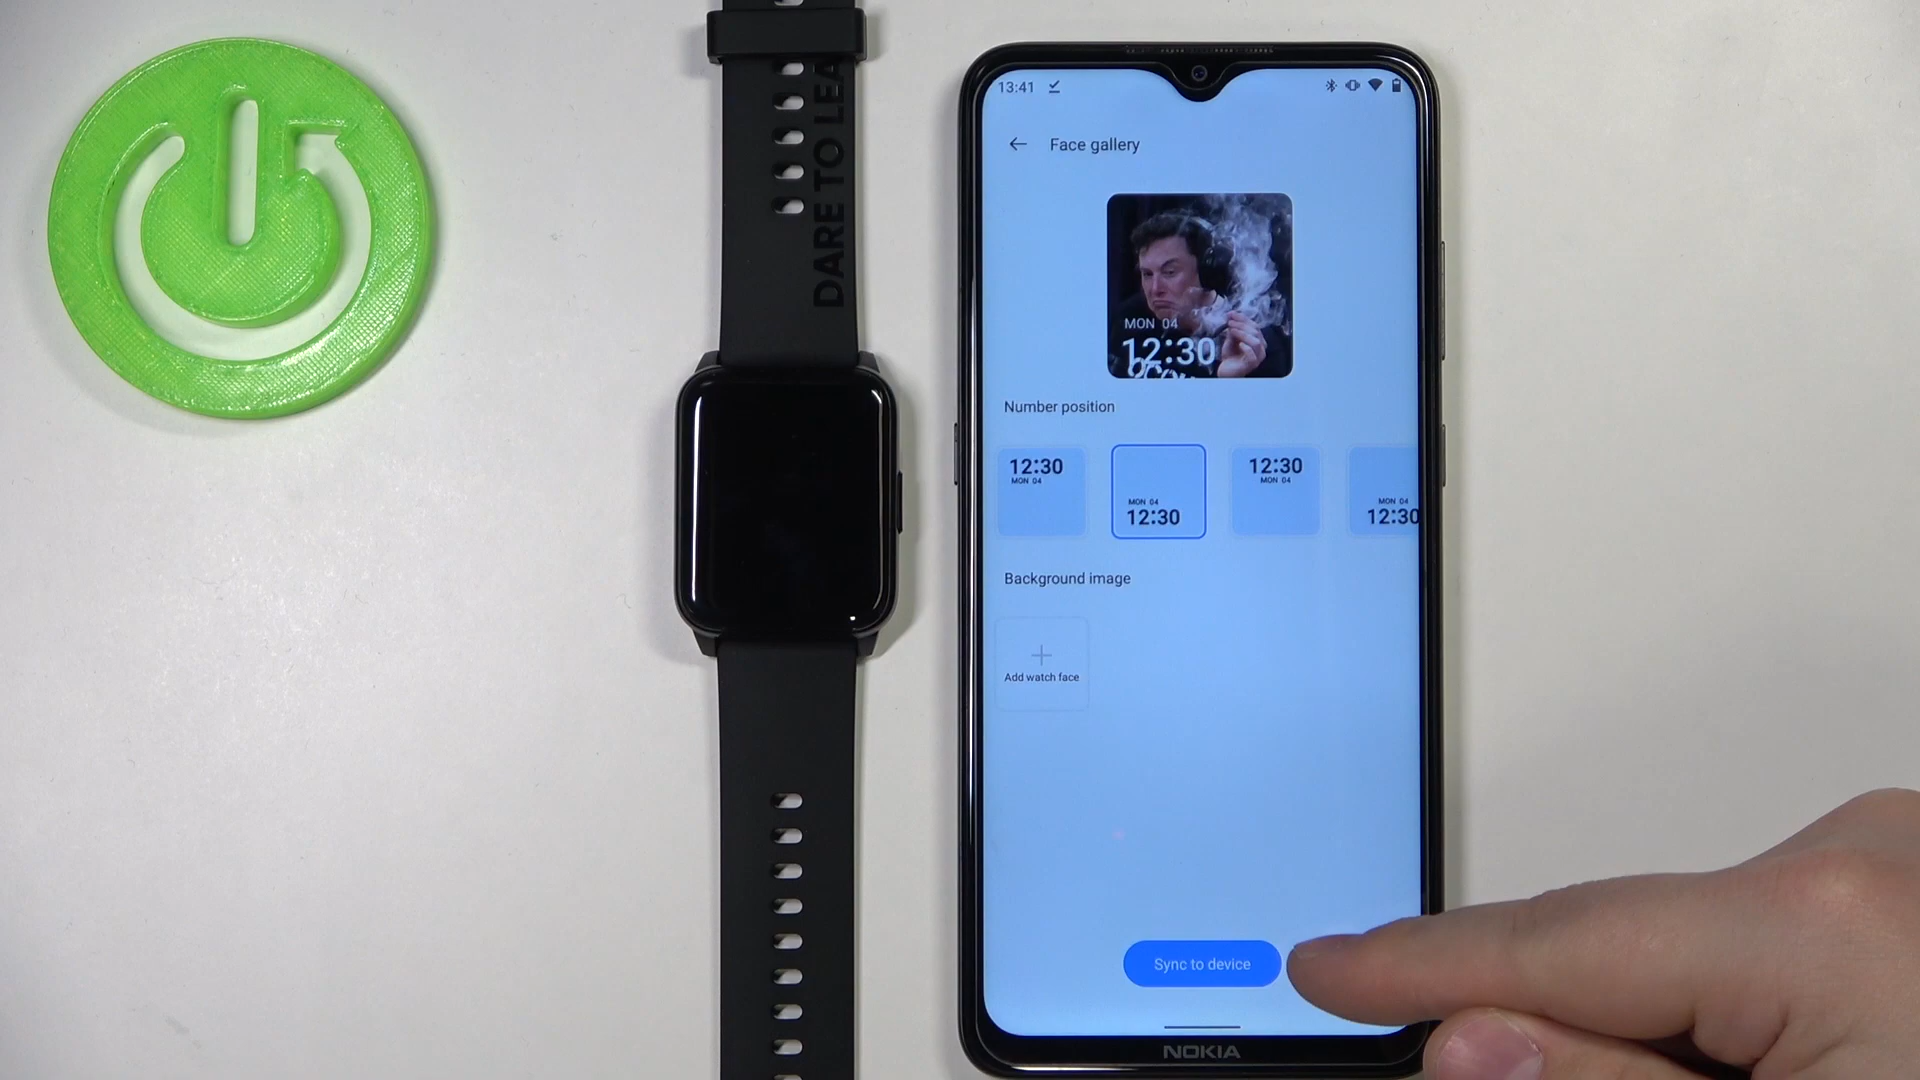 DARE TO LEA
13:41
Face gallery
MON 04
12:30
Number position
12:30
MON 04
MON 04
12:30
12:30
MON 04
MON 04
12:30
Background image
Add watch face
Sync to device
NOKIA